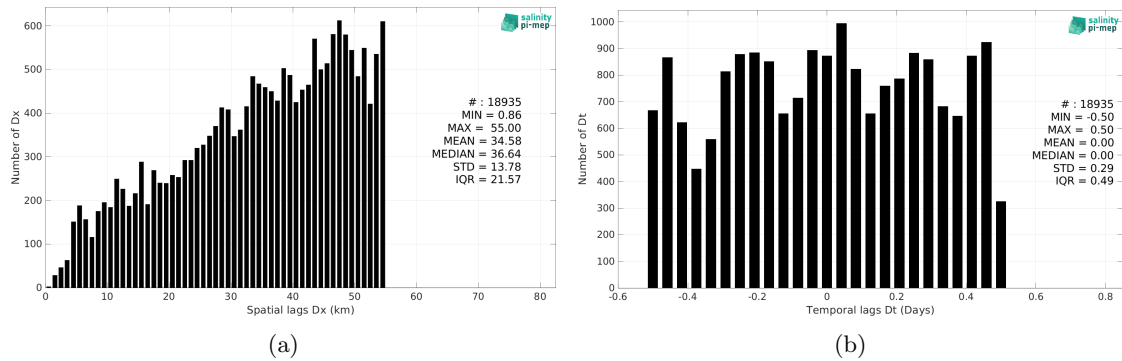 600
500
400
300
200
100
0
Number of Dx
0 10 20 30 40 50 60 70 80
Spatial lags Dx (km)
salinity
pi-mep
# : 18935
MIN = 0.86
MAX = 55.00
MEAN = 34.58
MEDIAN = 36.64
STD = 13.78
IQR = 21.57
(a)
1000
900
800
700
600
500
400
300
200
100
0
Number of Dt
-0.6 -0.4 -0.2 0 0.2 0.4 0.6 0.8
Temporal lags Dt (Days)
salinity
pi-mep
# : 18935
MIN = -0.50
MAX = 0.50
MEAN = 0.00
MEDIAN = 0.00
STD = 0.29
IQR = 0.49
(b)